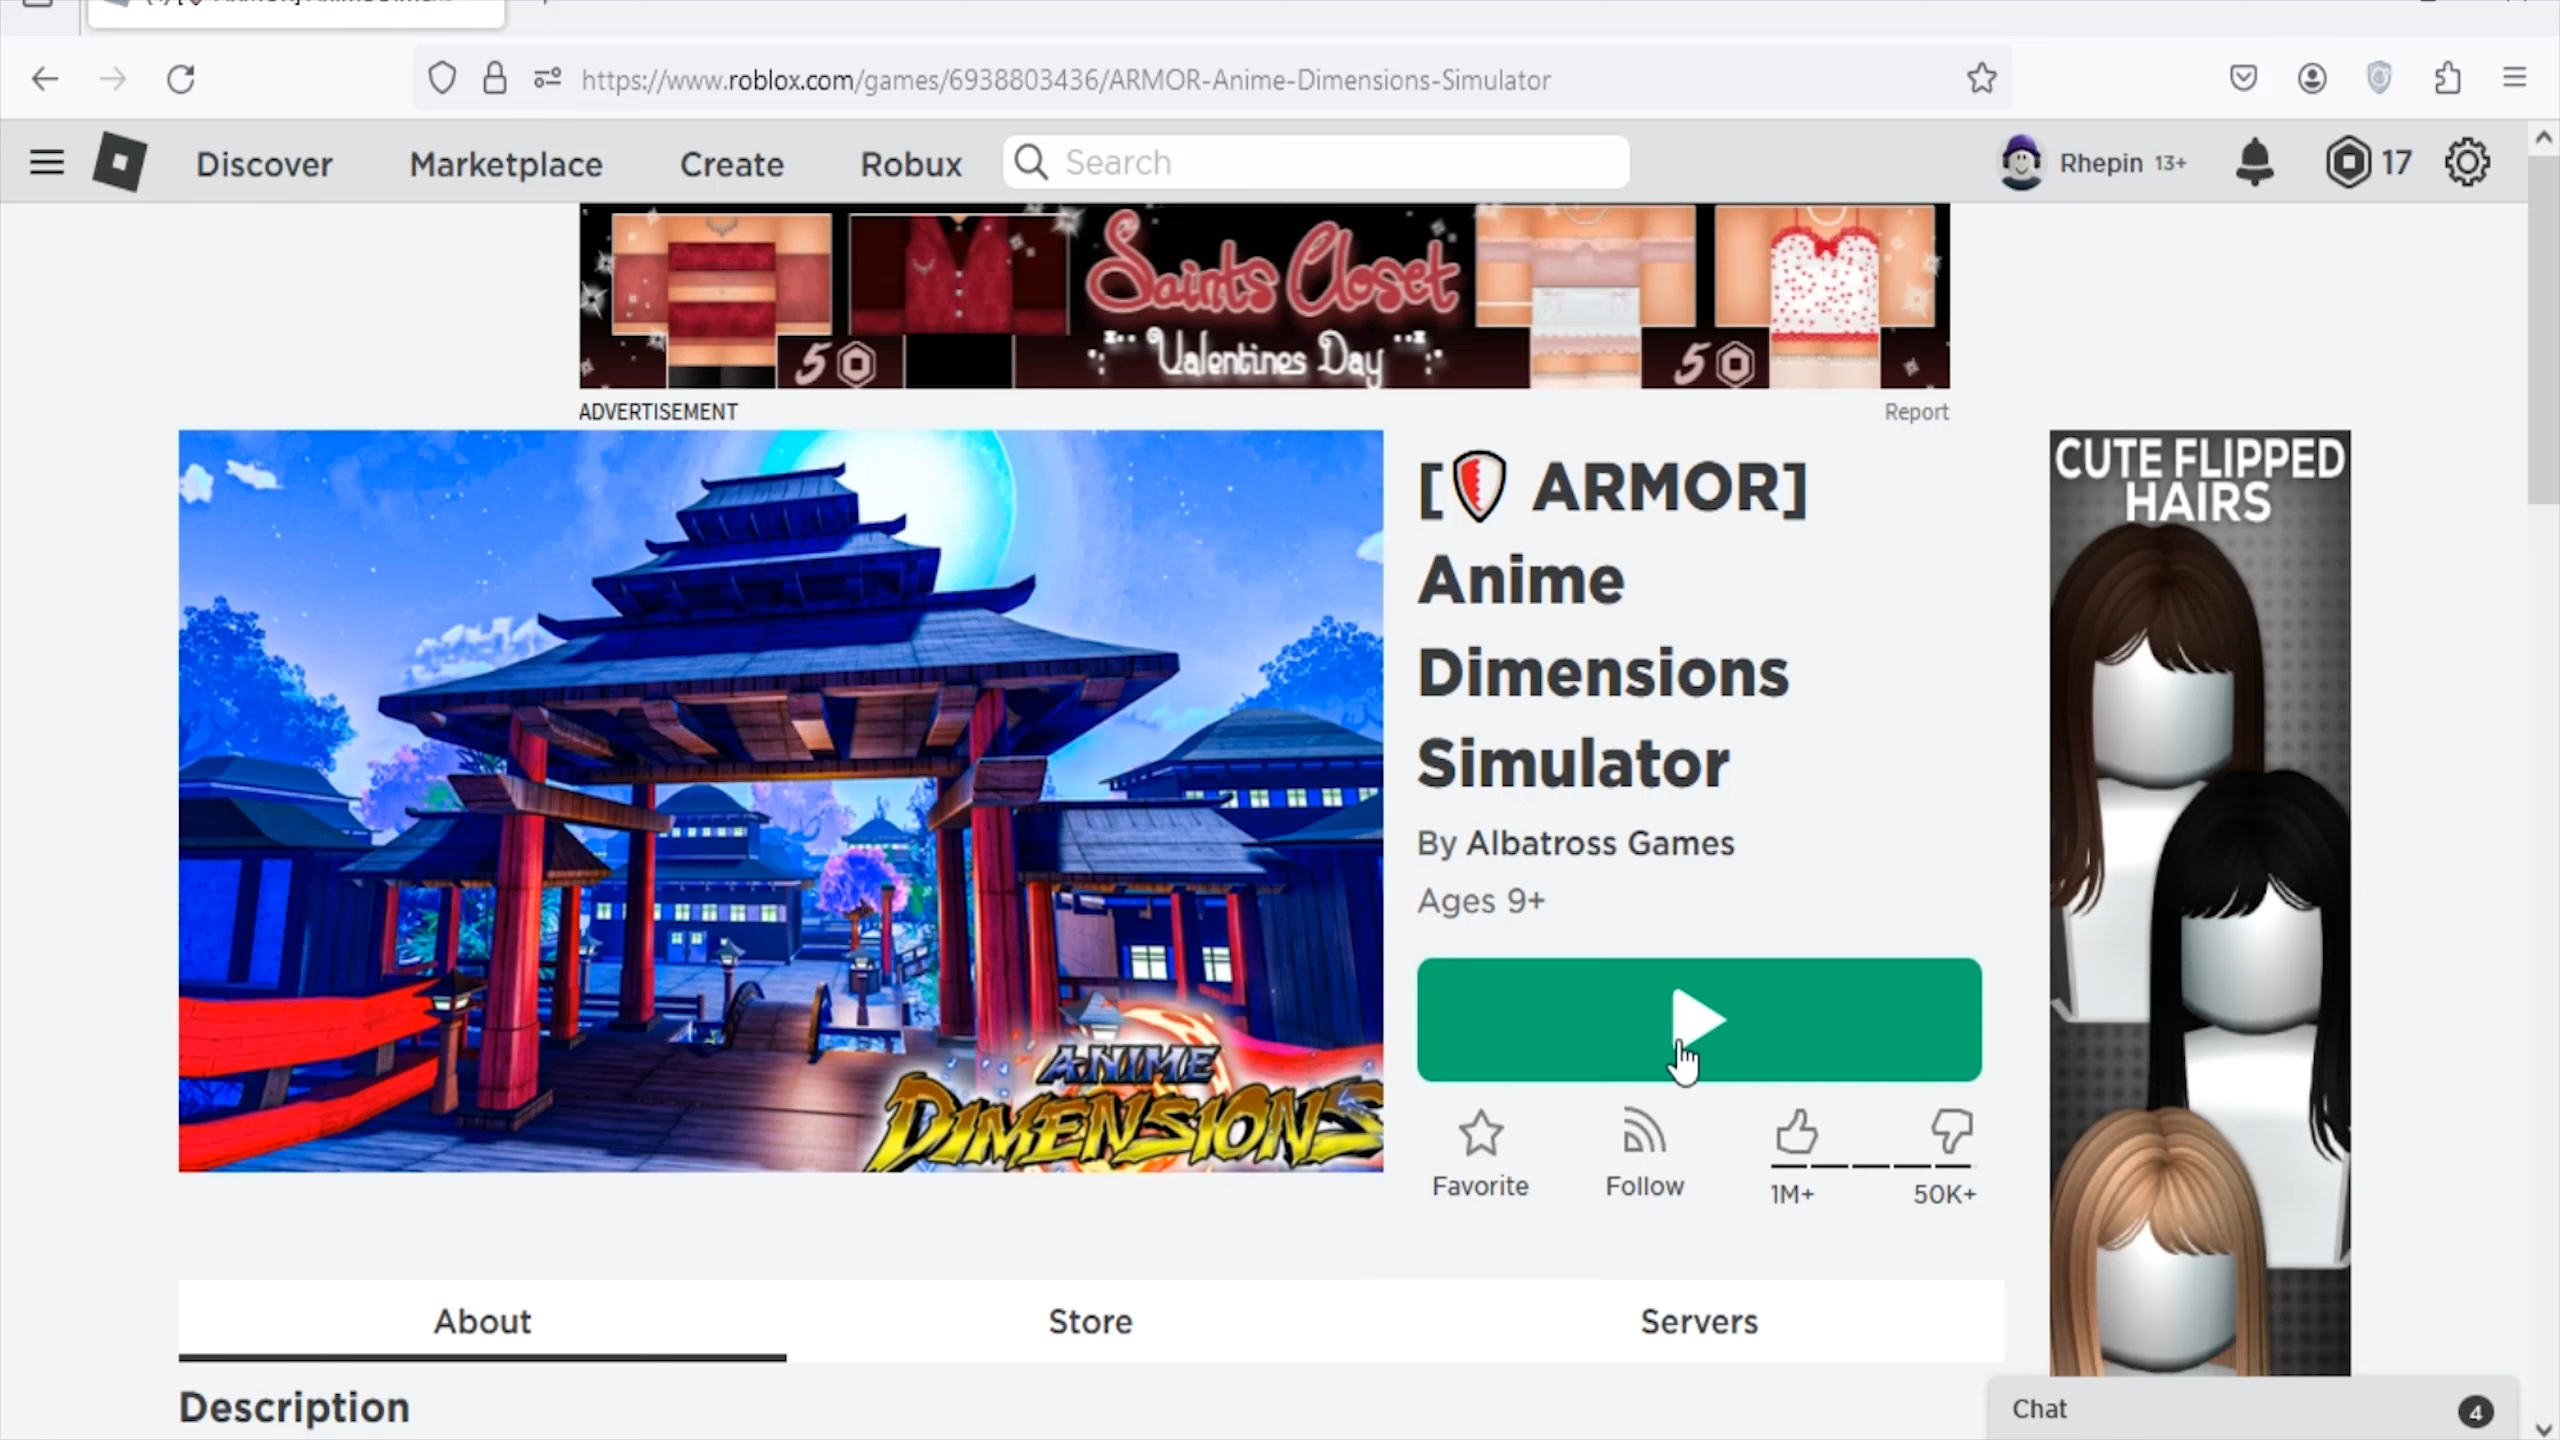 https://www.roblox.com/games/6938803436/ARMOR-Anime-Dimensions-Simulator
Discover
Marketplace
Create
Robux
Search
Rhepin 13+
17
Saints Closet
Valentines Day
5
5
ADVERTISEMENT
Report
[ ARMOR]
Anime
Dimensions
Simulator
By Albatross Games
Ages 9+
ANIME
DIMENSIONS
CUTE FLIPPED
HAIRS
Favorite
Follow
1M+
50K+
About
Store
Servers
Description
Chat
4